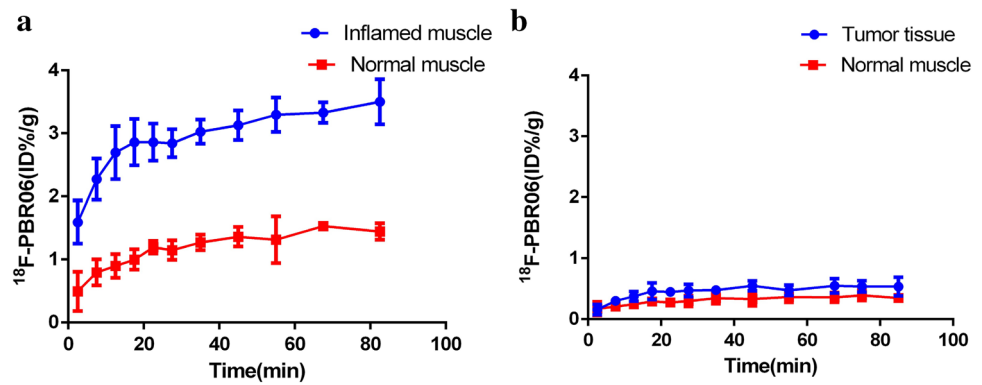 a
Inflamed muscle
Normal muscle
¹⁸F-PBR06(ID%/g)
4
3
2
1
0
0 20 40 60 80 100
Time(min)
b
Tumor tissue
Normal muscle
¹⁸F-PBR06(ID%/g)
4
3
2
1
0
0 20 40 60 80 100
Time(min)